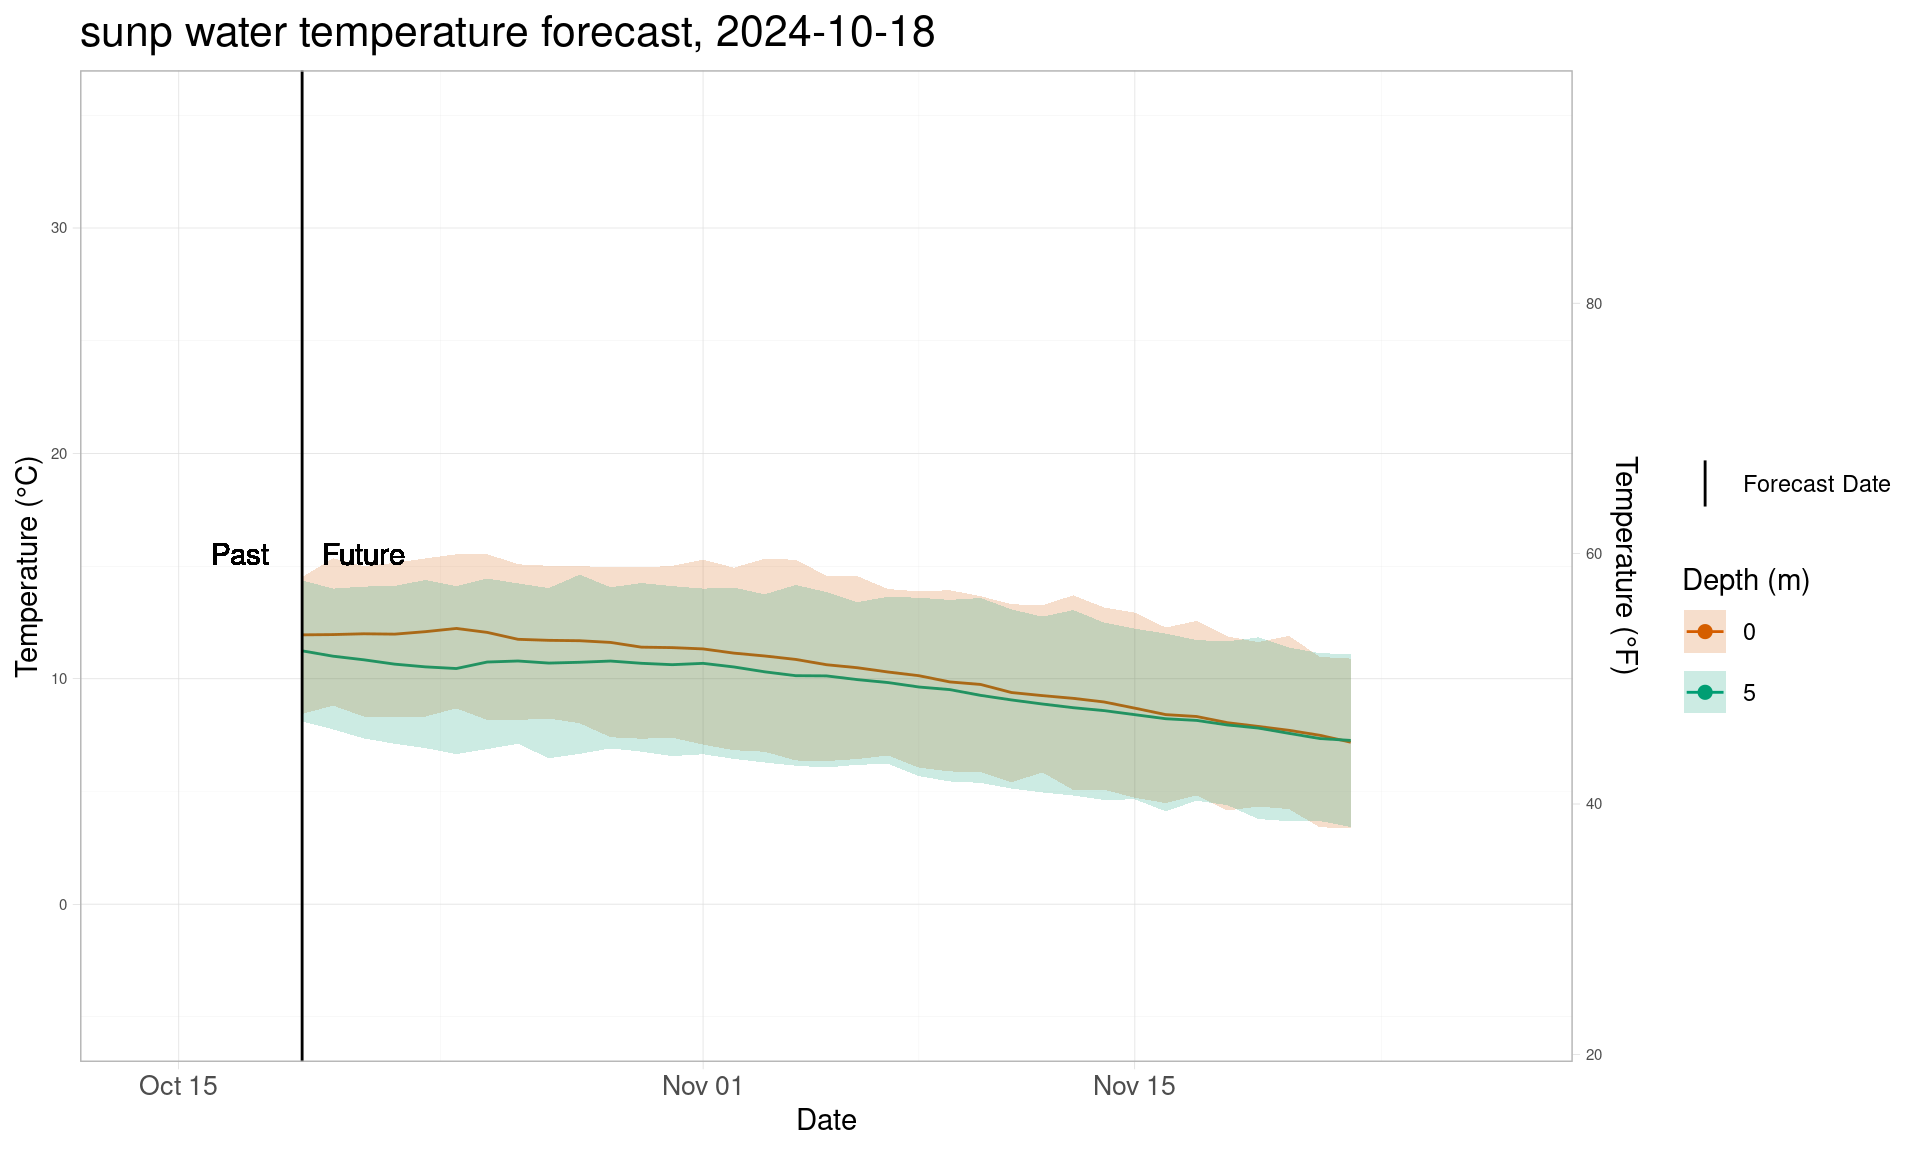 sunp water temperature forecast, 2024-10-18
Temperature (°C)
30
20
10
0
Past
Future
80
60
40
20
Temperature (°F)
Oct 15
Nov 01
Nov 15
Date
Forecast Date
Depth (m)
0
5